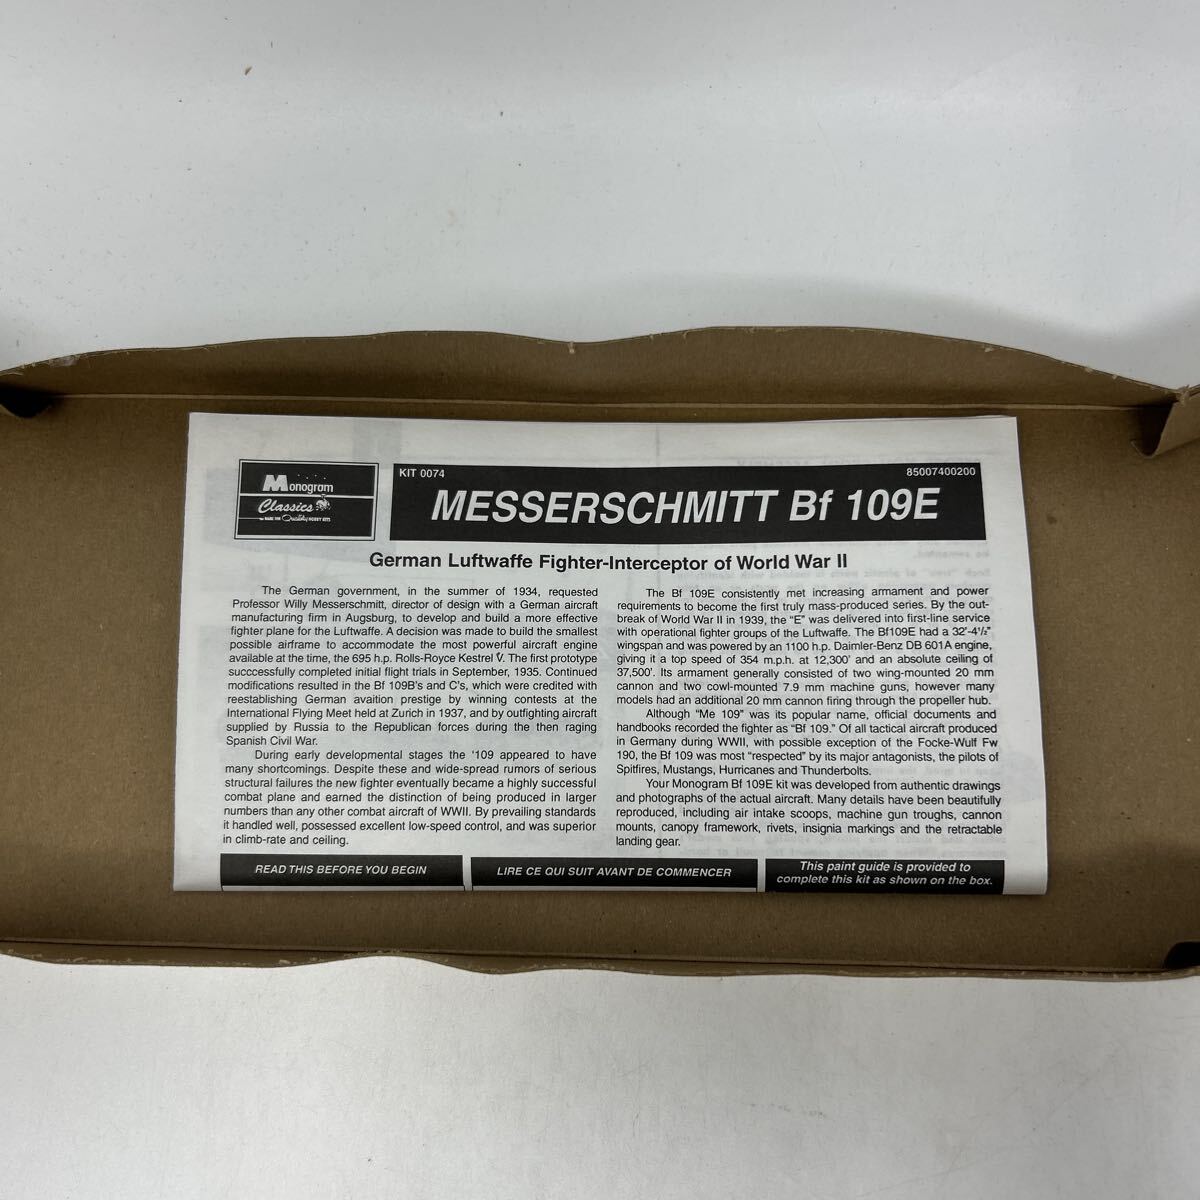 Monogram
Classics
MADE FOR Quality HOBBY KITS
KIT 0074
85007400200
MESSERSCHMITT Bf 109E
German Luftwaffe Fighter-Interceptor of World War II
The German government, in the summer of 1934, requested
Professor Willy Messerschmitt, director of design with a German aircraft
manufacturing firm in Augsburg, to develop and build a more effective
fighter plane for the Luftwaffe. A decision was made to build the smallest
possible airframe to accommodate the most powerful aircraft engine
available at the time, the 695 h.p. Rolls-Royce Kestrel V. The first prototype
succcessfully completed initial flight trials in September, 1935. Continued
modifications resulted in the Bf 109B's and C's, which were credited with
reestablishing German avaition prestige by winning contests at the
International Flying Meet held at Zurich in 1937, and by outfighting aircraft
supplied by Russia to the Republican forces during the then raging
Spanish Civil War.
During early developmental stages the '109 appeared to have
many shortcomings. Despite these and wide-spread rumors of serious
structural failures the new fighter eventually became a highly successful
combat plane and earned the distinction of being produced in larger
numbers than any other combat aircraft of WWII. By prevailing standards
it handled well, possessed excellent low-speed control, and was superior
in climb-rate and ceiling.
The Bf 109E consistently met increasing armament and power
requirements to become the first truly mass-produced series. By the out-
break of World War II in 1939, the "E" was delivered into first-line service
with operational fighter groups of the Luftwaffe. The Bf109E had a 32'-4½"
wingspan and was powered by an 1100 h.p. Daimler-Benz DB 601A engine,
giving it a top speed of 354 m.p.h. at 12,300' and an absolute ceiling of
37,500'. Its armament generally consisted of two wing-mounted 20 mm
cannon and two cowl-mounted 7.9 mm machine guns, however many
models had an additional 20 mm cannon firing through the propeller hub.
Although "Me 109" was its popular name, official documents and
handbooks recorded the fighter as "Bf 109." Of all tactical aircraft produced
in Germany during WWII, with possible exception of the Focke-Wulf Fw
190, the Bf 109 was most "respected" by its major antagonists, the pilots of
Spitfires, Mustangs, Hurricanes and Thunderbolts.
Your Monogram Bf 109E kit was developed from authentic drawings
and photographs of the actual aircraft. Many details have been beautifully
reproduced, including air intake scoops, machine gun troughs, cannon
mounts, canopy framework, rivets, insignia markings and the retractable
landing gear.
READ THIS BEFORE YOU BEGIN
LIRE CE QUI SUIT AVANT DE COMMENCER
This paint guide is provided to
complete this kit as shown on the box.